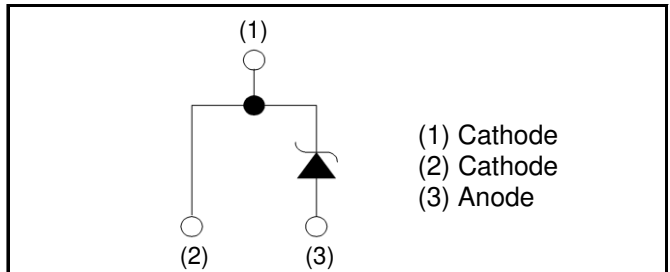 (1)
(1) Cathode
(2) Cathode
(3) Anode
(2) (3)